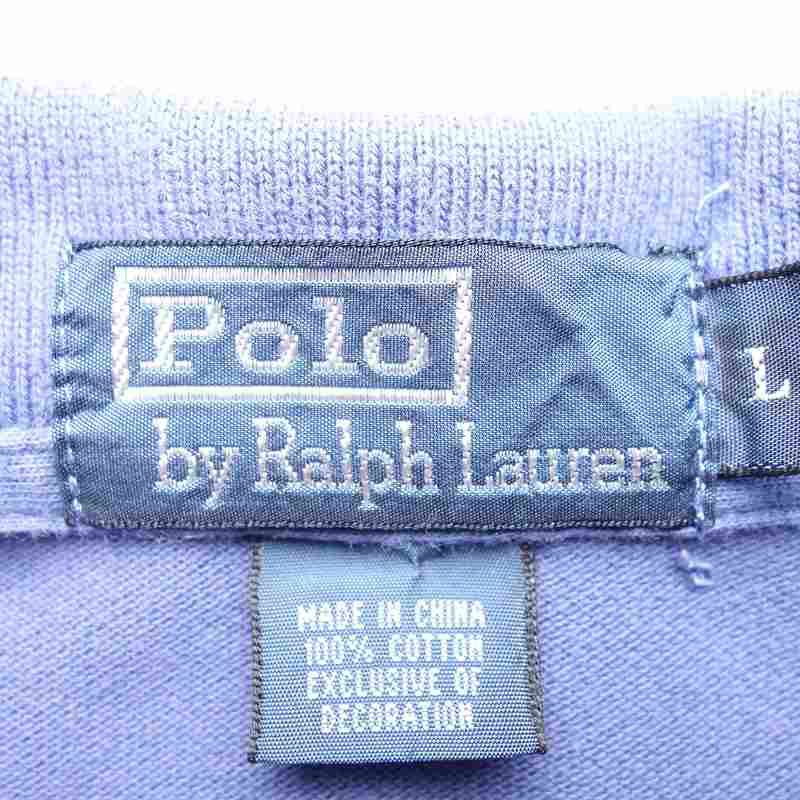 Polo
by Ralph Lauren
L
MADE IN CHINA
100% COTTON
EXCLUSIVE OF
DECORATION